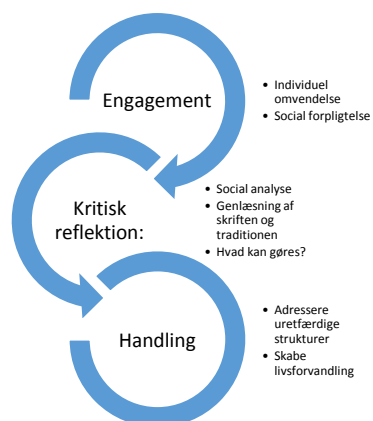 Engagement
• Individuel
omvendelse
• Social forpligtelse
Kritisk
reflektion:
• Social analyse
• Genlæsning af
skriften og
traditionen
• Hvad kan gøres?
Handling
• Adressere
uretfærdige
strukturer
• Skabe
livsforvandling